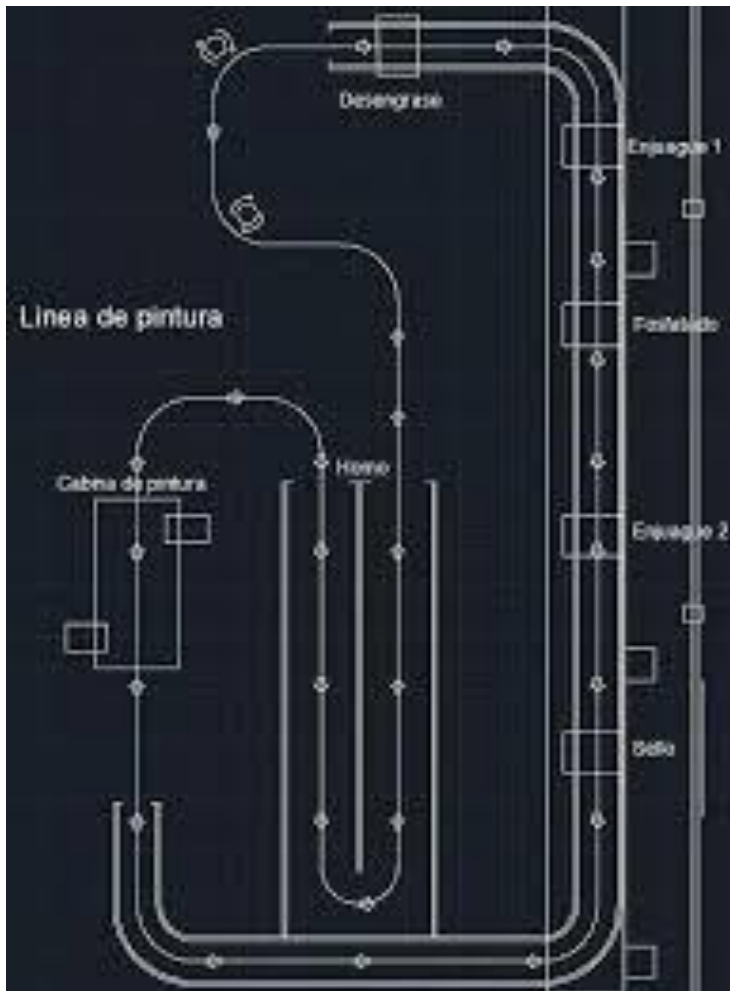 Desengrase
Enjuague 1
Linea de pintura
Fosfatado
Horno
Cabina de pintura
Enjuague 2
Sello